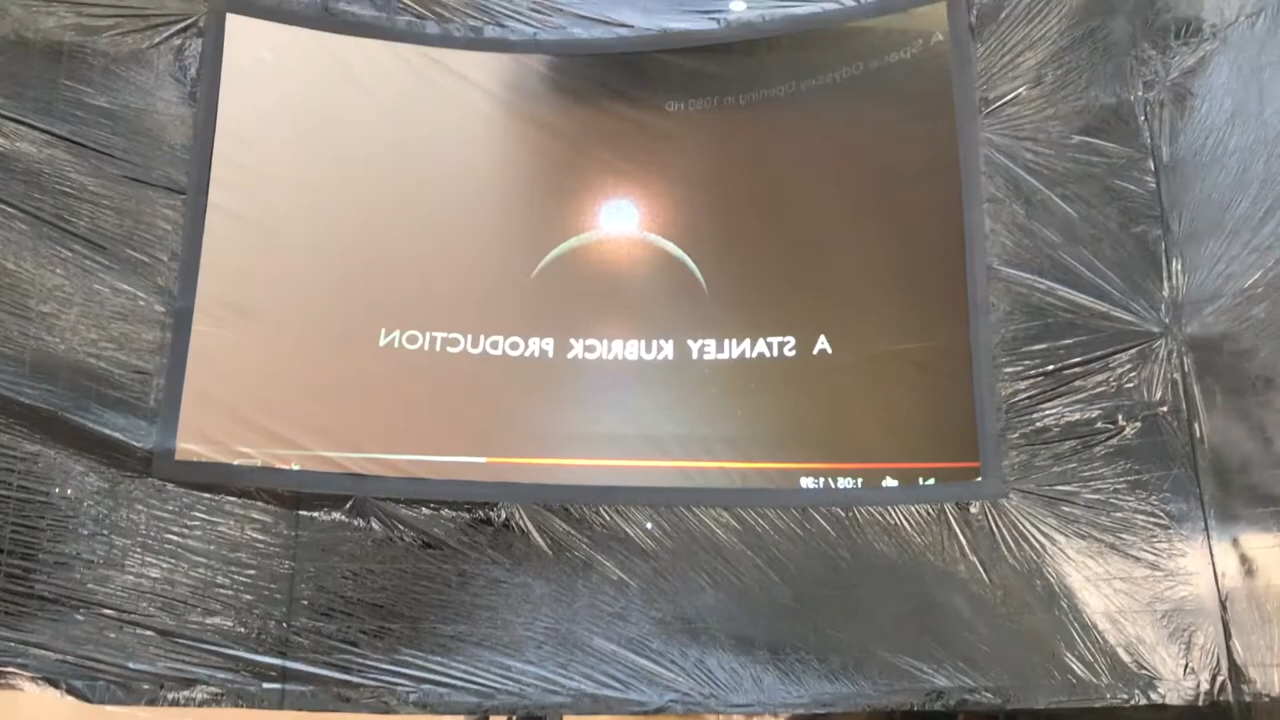 A Space Odyssey Opening in 1080 HD
A STANLEY KUBRICK PRODUCTION
1:05 / 1:39